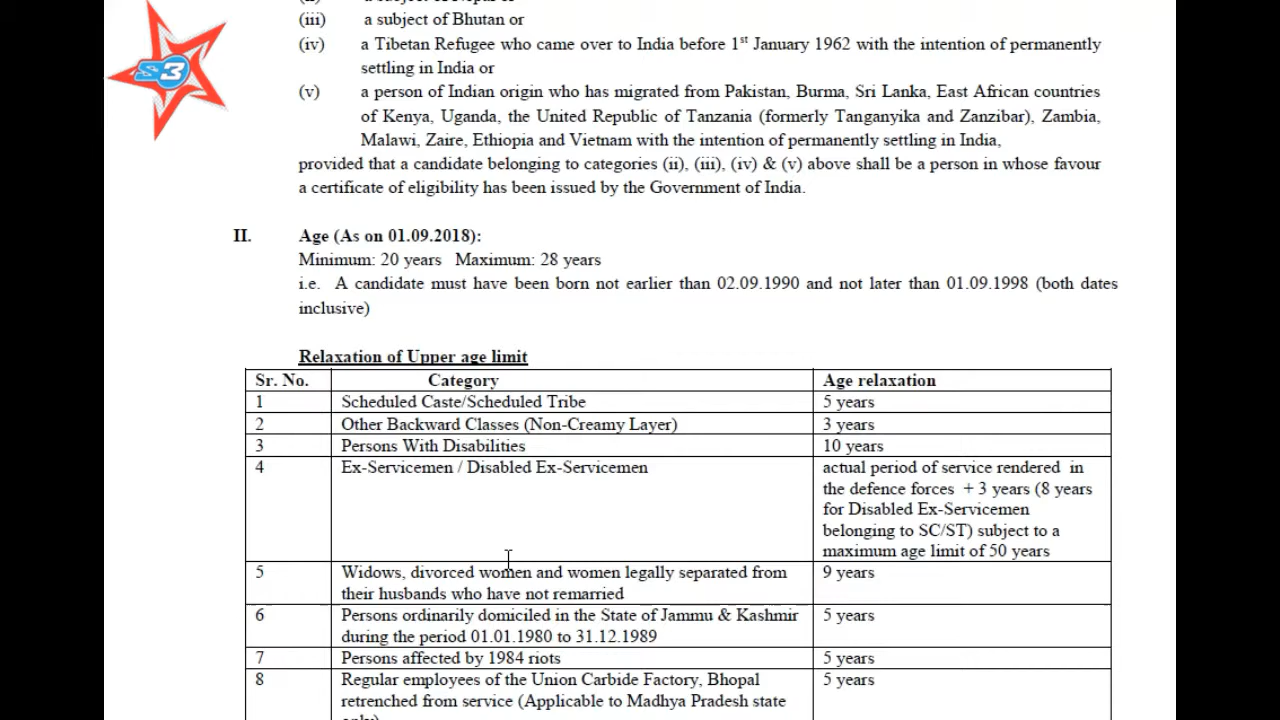 S3
(iii) a subject of Bhutan or
(iv) a Tibetan Refugee who came over to India before 1st January 1962 with the intention of permanently
settling in India or
(v) a person of Indian origin who has migrated from Pakistan, Burma, Sri Lanka, East African countries
of Kenya, Uganda, the United Republic of Tanzania (formerly Tanganyika and Zanzibar), Zambia,
Malawi, Zaire, Ethiopia and Vietnam with the intention of permanently settling in India,
provided that a candidate belonging to categories (ii), (iii), (iv) & (v) above shall be a person in whose favour
a certificate of eligibility has been issued by the Government of India.
II. Age (As on 01.09.2018):
Minimum: 20 years Maximum: 28 years
i.e. A candidate must have been born not earlier than 02.09.1990 and not later than 01.09.1998 (both dates
inclusive)
Relaxation of Upper age limit
Sr. No. Category Age relaxation
1 Scheduled Caste/Scheduled Tribe 5 years
2 Other Backward Classes (Non-Creamy Layer) 3 years
3 Persons With Disabilities 10 years
4 Ex-Servicemen / Disabled Ex-Servicemen actual period of service rendered in
the defence forces + 3 years (8 years
for Disabled Ex-Servicemen
belonging to SC/ST) subject to a
maximum age limit of 50 years
5 Widows, divorced women and women legally separated from 9 years
their husbands who have not remarried
6 Persons ordinarily domiciled in the State of Jammu & Kashmir 5 years
during the period 01.01.1980 to 31.12.1989
7 Persons affected by 1984 riots 5 years
8 Regular employees of the Union Carbide Factory, Bhopal 5 years
retrenched from service (Applicable to Madhya Pradesh state